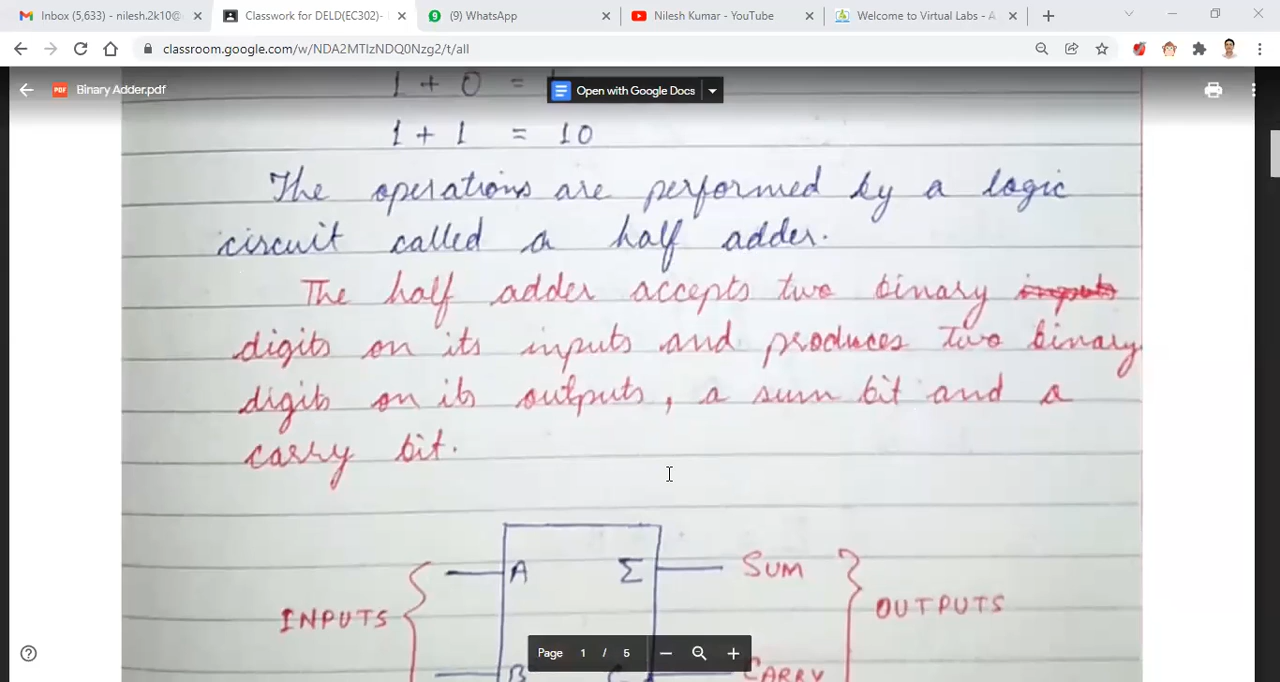 Inbox (5,633) - nilesh.2k10@
Classwork for DELD(EC302)-
(9) WhatsApp
Nilesh Kumar - YouTube
Welcome to Virtual Labs - A
classroom.google.com/w/NDA2MTIzNDQ0Nzg2/t/all
PDF Binary Adder.pdf
Open with Google Docs
1 + 0 =
1 + 1 = 10
The operations are performed by a logic
circuit called a half adder.
The half adder accepts two binary
digits on its inputs and produces two binary
digits on its outputs, a sum bit and a
carry bit.
A Σ SUM
INPUTS OUTPUTS
B C CARRY
Page 1 / 5